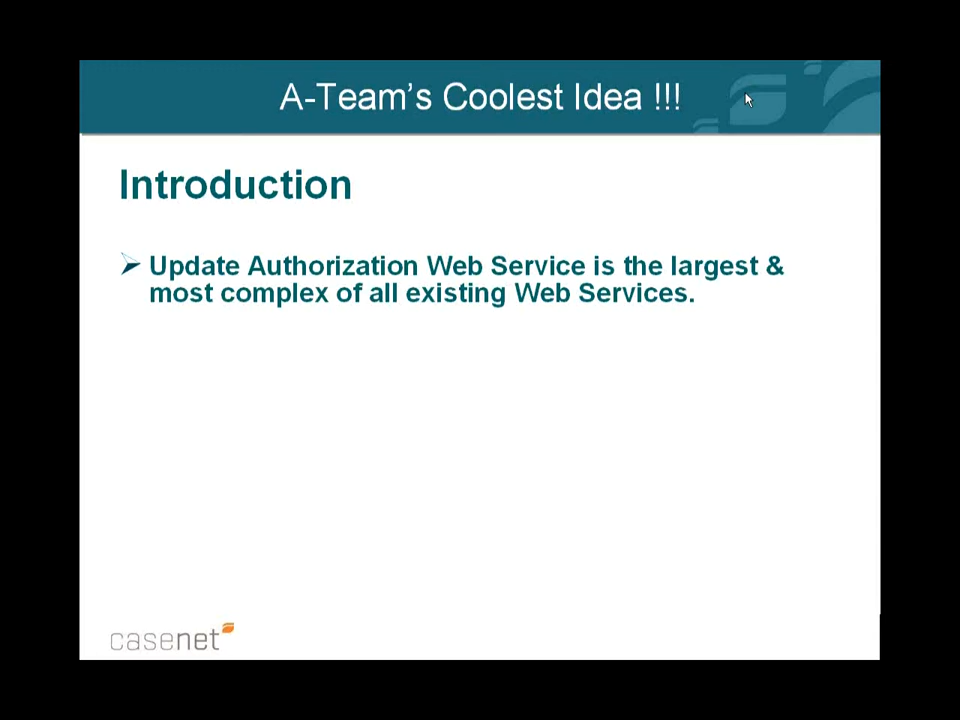 A-Team's Coolest Idea !!!
Introduction
Update Authorization Web Service is the largest &
most complex of all existing Web Services.
casenet